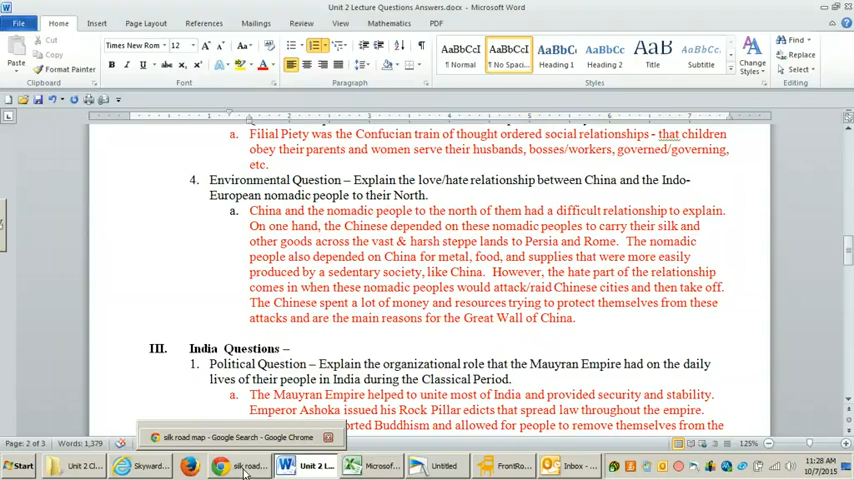 Unit 2 Lecture Questions Answers.docx - Microsoft Word
File Home Insert Page Layout References Mailings Review View Mathematics PDF
Cut
Copy
Format Painter
Paste
Clipboard
Times New Rom 12
Font
Paragraph
AaBbCcI AaBbCcI AaBbCc AaBbCc AaB AaBbCcI
¶ Normal ¶ No Spaci... Heading 1 Heading 2 Title Subtitle
Styles
Change Styles
Find
Replace
Select
Editing
a. Filial Piety was the Confucian train of thought ordered social relationships - that children
obey their parents and women serve their husbands, bosses/workers, governed/governing,
etc.
4. Environmental Question – Explain the love/hate relationship between China and the Indo-
European nomadic people to their North.
a. China and the nomadic people to the north of them had a difficult relationship to explain.
On one hand, the Chinese depended on these nomadic peoples to carry their silk and
other goods across the vast & harsh steppe lands to Persia and Rome. The nomadic
people also depended on China for metal, food, and supplies that were more easily
produced by a sedentary society, like China. However, the hate part of the relationship
comes in when these nomadic peoples would attack/raid Chinese cities and then take off.
The Chinese spent a lot of money and resources trying to protect themselves from these
attacks and are the main reasons for the Great Wall of China.
III. India Questions –
1. Political Question – Explain the organizational role that the Mauyran Empire had on the daily
lives of their people in India during the Classical Period.
a. The Mauyran Empire helped to unite most of India and provided security and stability.
Emperor Ashoka issued his Rock Pillar edicts that spread law throughout the empire.
orted Buddhism and allowed for people to remove themselves from the
silk road map - Google Search - Google Chrome
Page: 2 of 3 Words: 1,379 125%
Start Unit 2 Cl... Skyward... silk road... Unit 2 L... Microsof... Untitled FrontRo... Inbox - ... 11:28 AM
10/7/2015